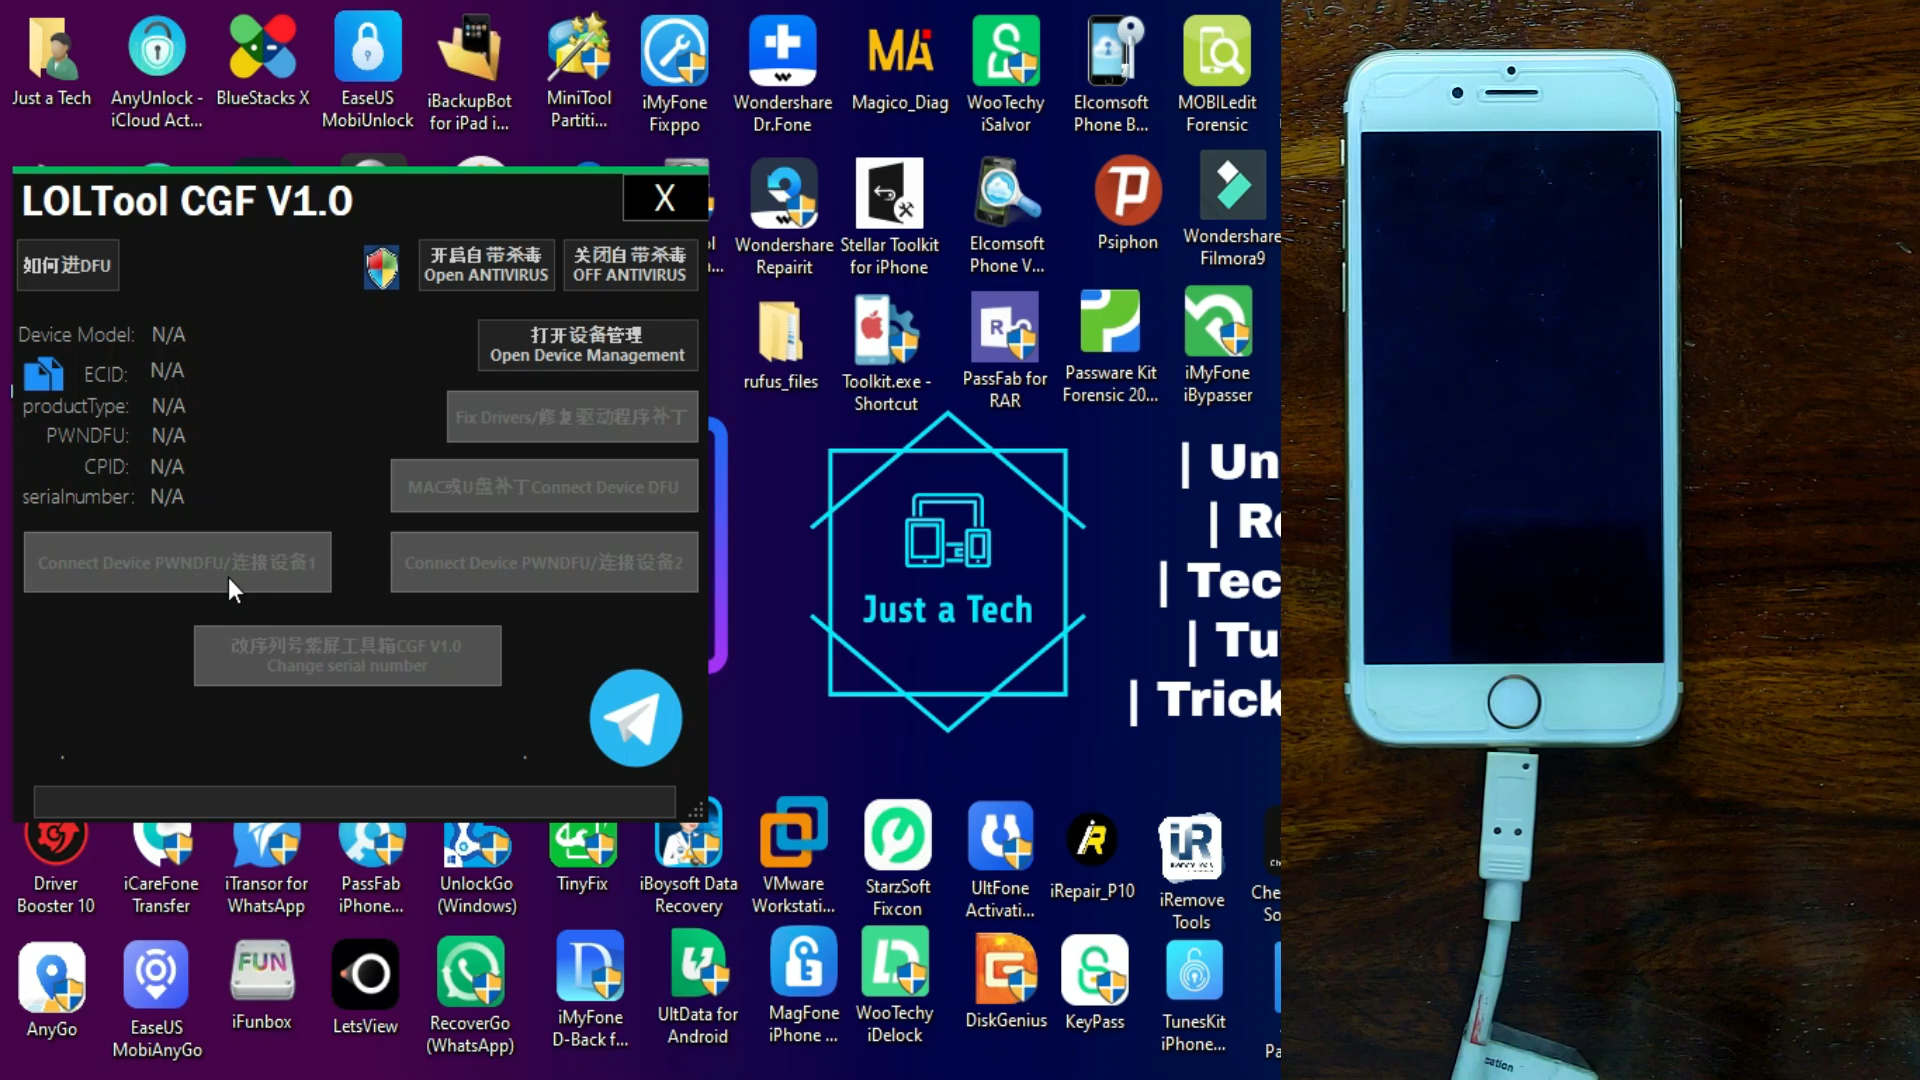 Just a Tech
AnyUnlock -
iCloud Act...
BlueStacks X
EaseUS
MobiUnlock
iBackupBot
for iPad i...
MiniTool
Partiti...
iMyFone
Fixppo
Wondershare
Dr.Fone
MA
Magico_Diag
WooTechy
iSalvor
Elcomsoft
Phone B...
MOBILedit
Forensic
LOLTool CGF V1.0
X
如何进DFU
开启自带杀毒
Open ANTIVIRUS
关闭自带杀毒
OFF ANTIVIRUS
Device Model: N/A
打开设备管理
Open Device Management
ECID: N/A
productType: N/A
Fix Drivers/修复驱动程序补丁
PWNDFU: N/A
CPID: N/A
MAC或U盘补丁Connect Device DFU
serialnumber: N/A
Connect Device PWNDFU/连接设备1
Connect Device PWNDFU/连接设备2
改序列号紫屏工具箱CGF V1.0
Change serial number
Wondershare
Repairit
Stellar Toolkit
for iPhone
Elcomsoft
Phone V...
Psiphon
Wondershare
Filmora9
rufus_files
Toolkit.exe -
Shortcut
R
PassFab for
RAR
Passware Kit
Forensic 20...
iMyFone
iBypasser
Just a Tech
| Un
| Re
| Tec
| Tu
| Trick
Driver
Booster 10
iCareFone
Transfer
iTransor for
WhatsApp
PassFab
iPhone...
UnlockGo
(Windows)
TinyFix
iBoysoft Data
Recovery
VMware
Workstati...
StarzSoft
Fixcon
UltFone
Activati...
iRepair_P10
iR
iRemove
Tools
Che
So
AnyGo
EaseUS
MobiAnyGo
FUN
iFunbox
LetsView
RecoverGo
(WhatsApp)
iMyFone
D-Back f...
UltData for
Android
MagFone
iPhone ...
WooTechy
iDelock
DiskGenius
KeyPass
TunesKit
iPhone...
Pa
cation